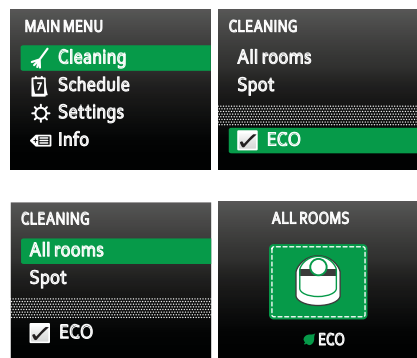 MAIN MENU
Cleaning
7 Schedule
Settings
Info
CLEANING
All rooms
Spot
ECO
CLEANING
All rooms
Spot
ECO
ALL ROOMS
ECO